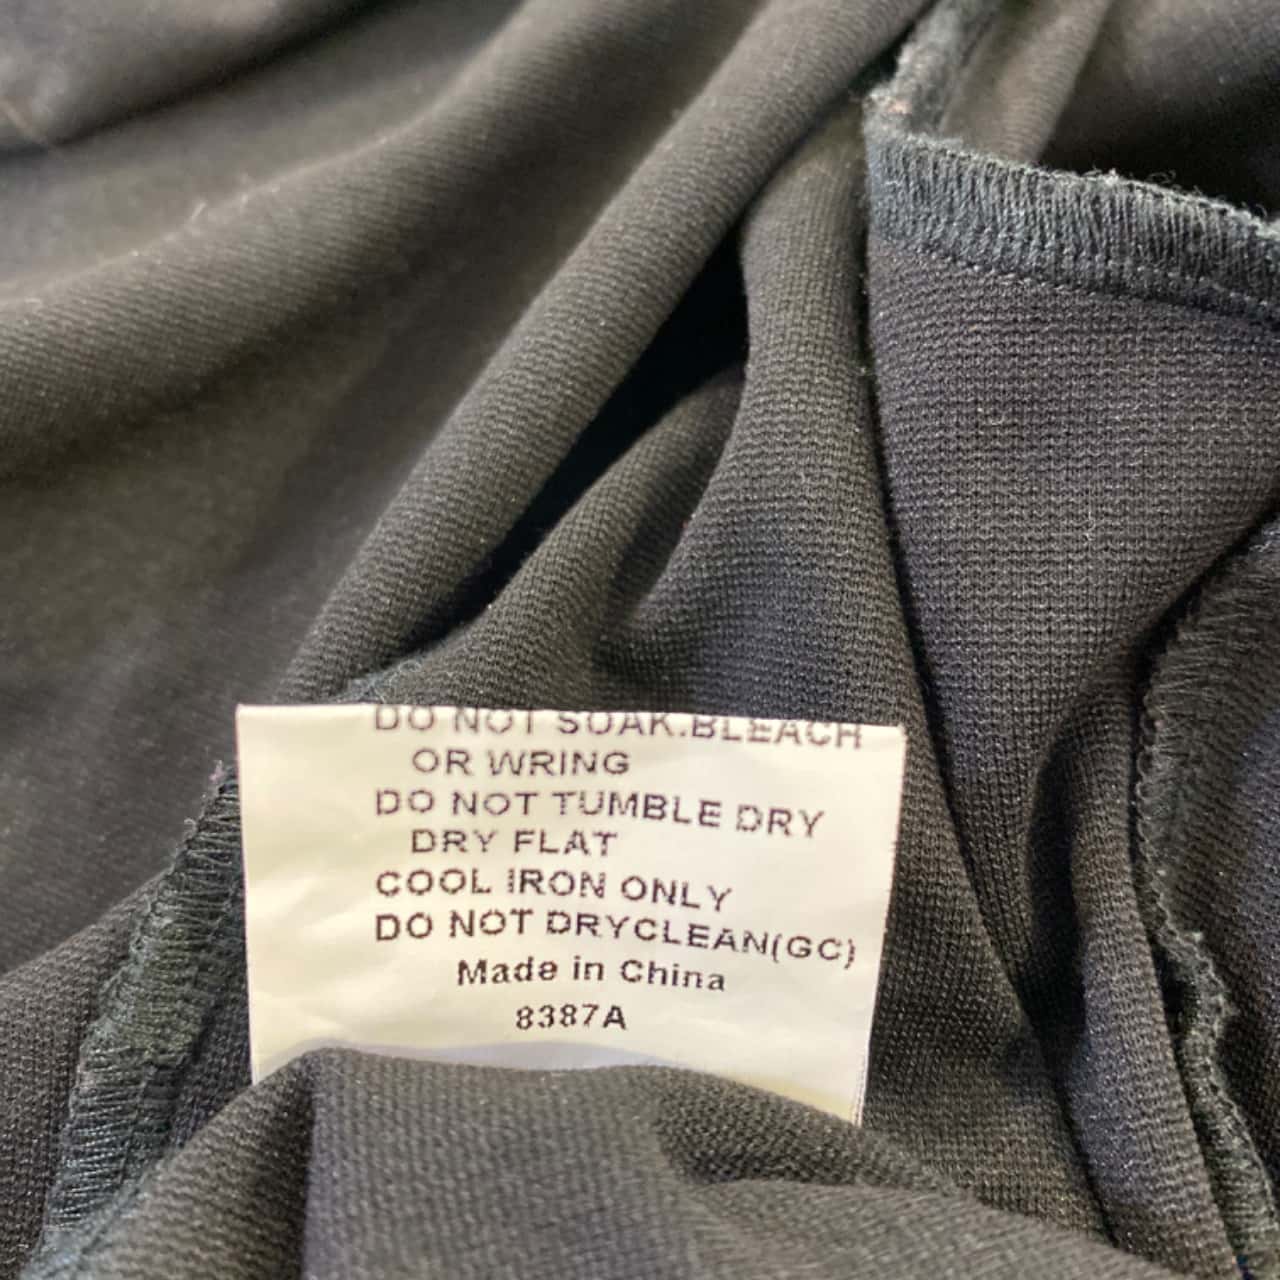 DO NOT SOAK.BLEACH
OR WRING
DO NOT TUMBLE DRY
DRY FLAT
COOL IRON ONLY
DO NOT DRYCLEAN(GC)
Made in China
8387A